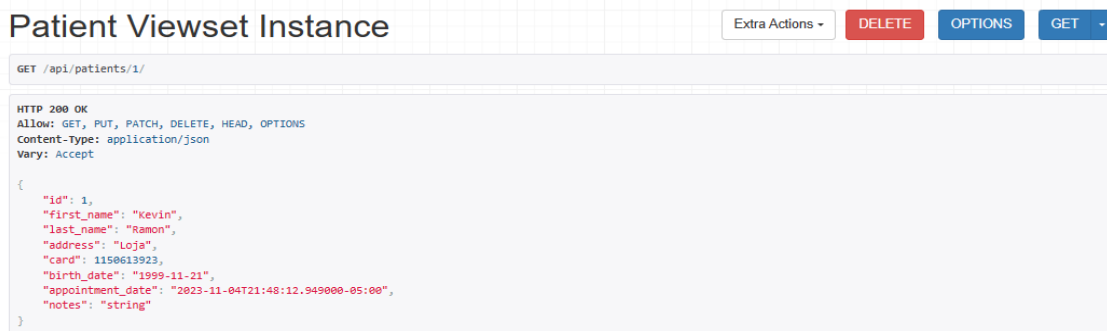 Patient Viewset Instance
Extra Actions
DELETE
OPTIONS
GET
GET /api/patients/1/
HTTP 200 OK
Allow: GET, PUT, PATCH, DELETE, HEAD, OPTIONS
Content-Type: application/json
Vary: Accept
{
"id": 1,
"first_name": "Kevin",
"last_name": "Ramon",
"address": "Loja",
"card": 1150613923,
"birth_date": "1999-11-21",
"appointment_date": "2023-11-04T21:48:12.949000-05:00",
"notes": "string"
}